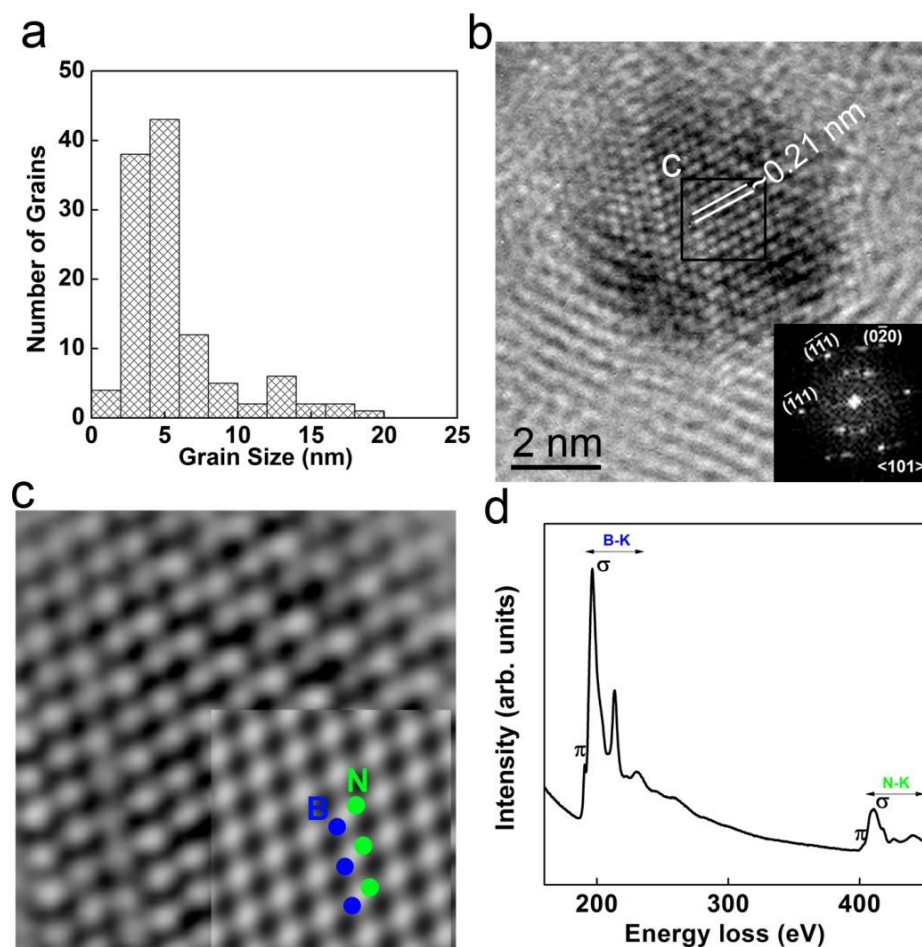 a
50
40
30
20
10
0
Number of Grains
0 5 10 15 20 25
Grain Size (nm)
b
c
~0.21 nm
2 nm
(1̄1̄1) (02̄0)
(1̄11)
<101>
c
B
N
d
B-K
σ
π
N-K
σ
π
Intensity (arb. units)
200 300 400
Energy loss (eV)